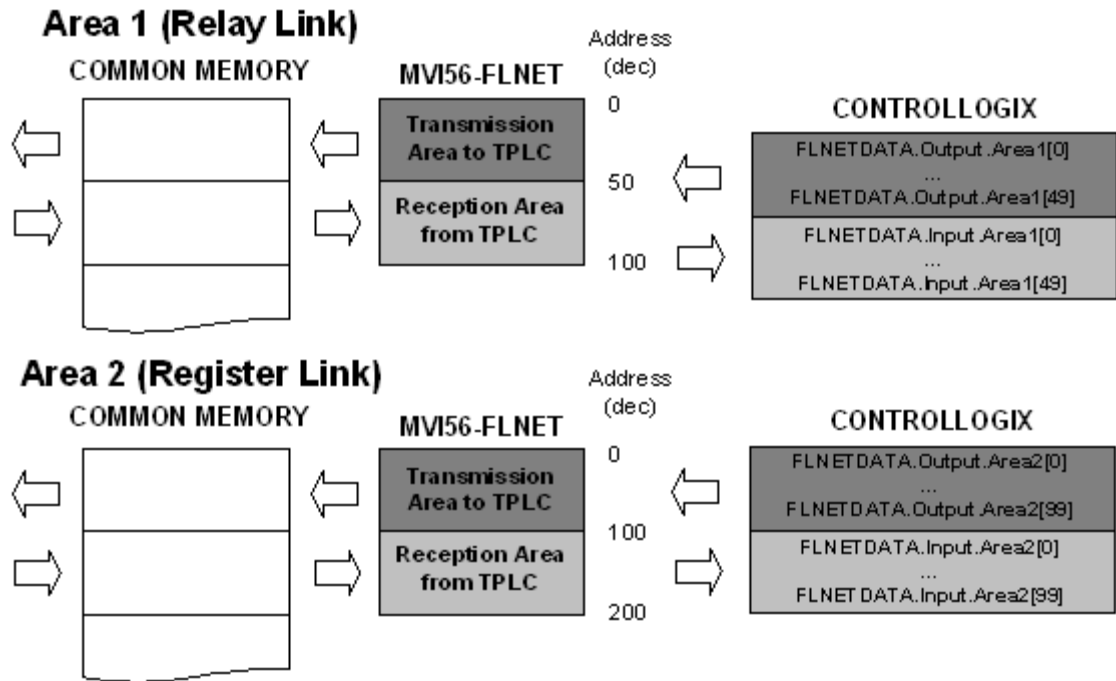 Area 1 (Relay Link)
COMMON MEMORY
MVI56-FLNET
Address
(dec)
CONTROLLOGIX
0
50
100
Transmission
Area to TPLC
Reception Area
from TPLC
FLNETDATA.Output.Area1[0]
...
FLNETDATA.Output.Area1[49]
FLNETDATA.Input.Area1[0]
...
FLNETDATA.Input.Area1[49]
Area 2 (Register Link)
COMMON MEMORY
MVI56-FLNET
Address
(dec)
CONTROLLOGIX
0
100
200
Transmission
Area to TPLC
Reception Area
from TPLC
FLNETDATA.Output.Area2[0]
...
FLNETDATA.Output.Area2[99]
FLNETDATA.Input.Area2[0]
...
FLNETDATA.Input.Area2[99]